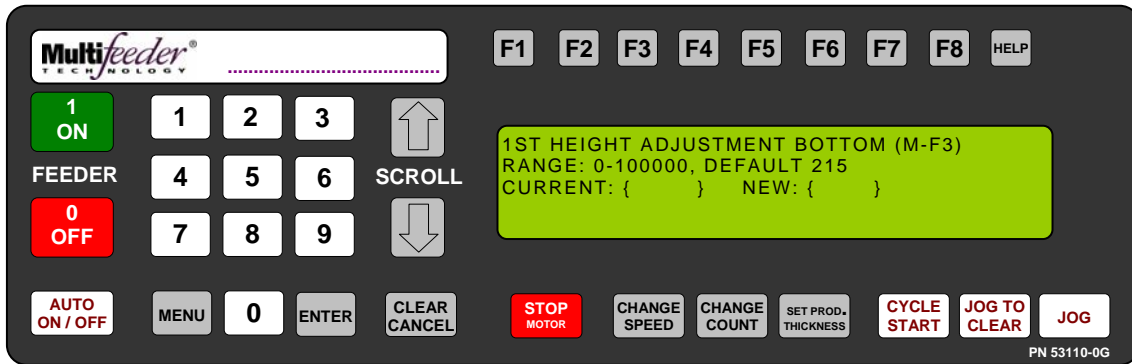 Multifeeder®
TECHNOLOGY
F1 F2 F3 F4 F5 F6 F7 F8 HELP
1
ON
FEEDER
0
OFF
1 2 3
4 5 6
7 8 9
SCROLL
1ST HEIGHT ADJUSTMENT BOTTOM (M-F3)
RANGE: 0-100000, DEFAULT 215
CURRENT: { } NEW: { }
AUTO
ON / OFF
MENU
0
ENTER
CLEAR
CANCEL
STOP
MOTOR
CHANGE
SPEED
CHANGE
COUNT
SET PROD.
THICKNESS
CYCLE
START
JOG TO
CLEAR
JOG
PN 53110-0G